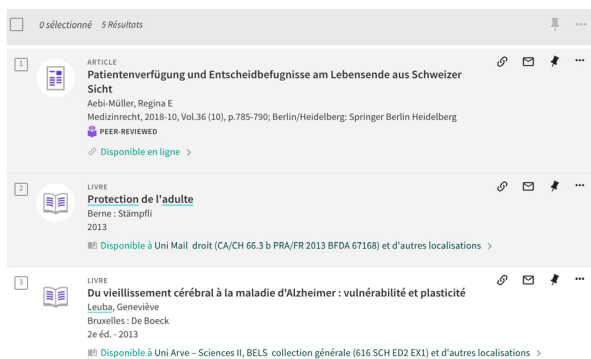 0 sélectionné 5 Résultats
1
ARTICLE
Patientenverfügung und Entscheidbefugnisse am Lebensende aus Schweizer
Sicht
Aebi-Müller, Regina E
Medizinrecht, 2018-10, Vol.36 (10), p.785-790; Berlin/Heidelberg: Springer Berlin Heidelberg
PEER-REVIEWED
Disponible en ligne >
2
LIVRE
Protection de l'adulte
Berne : Stämpfli
2013
Disponible à Uni Mail droit (CA/CH 66.3 b PRA/FR 2013 BFDA 67168) et d'autres localisations >
3
LIVRE
Du vieillissement cérébral à la maladie d'Alzheimer : vulnérabilité et plasticité
Leuba, Geneviève
Bruxelles : De Boeck
2e éd. - 2013
Disponible à Uni Arve – Sciences II, BELS collection générale (616 SCH ED2 EX1) et d'autres localisations >